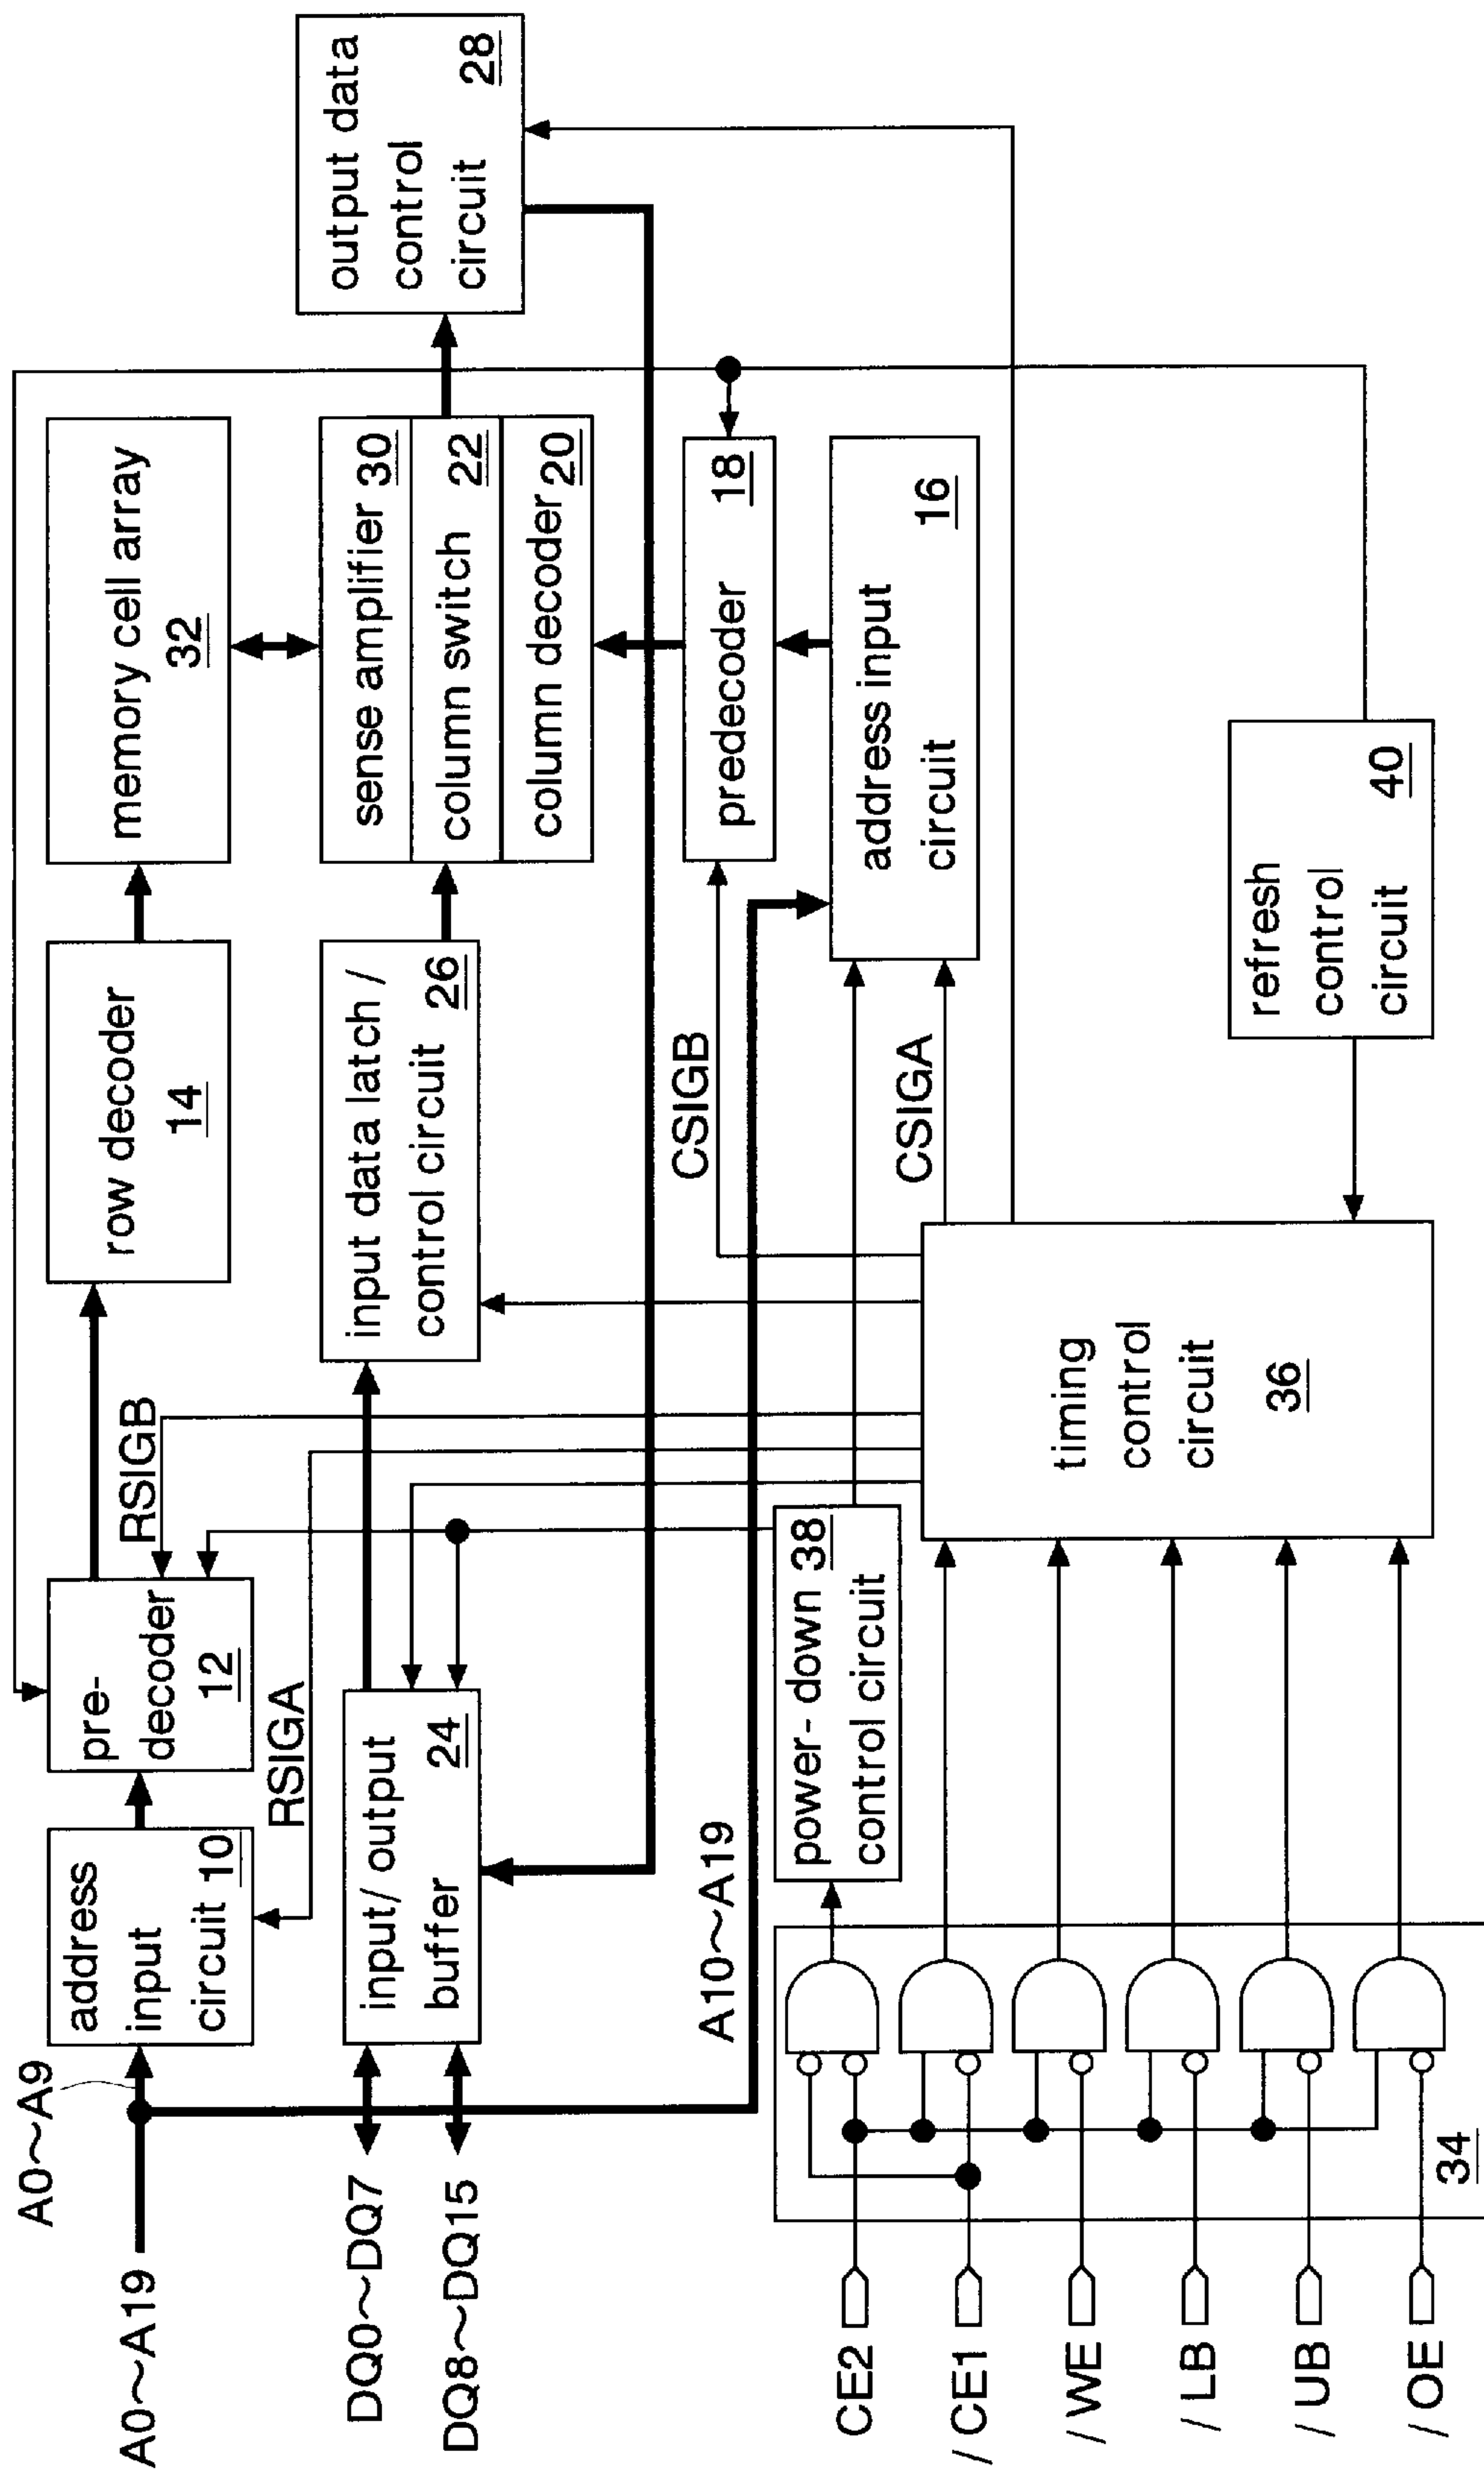 A0~A19
A0~A9
address
input
circuit 10
pre-
decoder
12
RSIGB
row decoder
14
memory cell array
32
RSIGA
DQ0~DQ7
DQ8~DQ15
input/ output
buffer 24
input data latch /
control circuit 26
sense amplifier 30
column switch 22
column decoder 20
output data
control
circuit
28
A10~A19
CSIGB
predecoder 18
power- down 38
control circuit
CSIGA
address input
circuit
16
CE2
/ CE1
/ WE
/ LB
/ UB
/ OE
34
timing
control
circuit
36
refresh
control
circuit
40